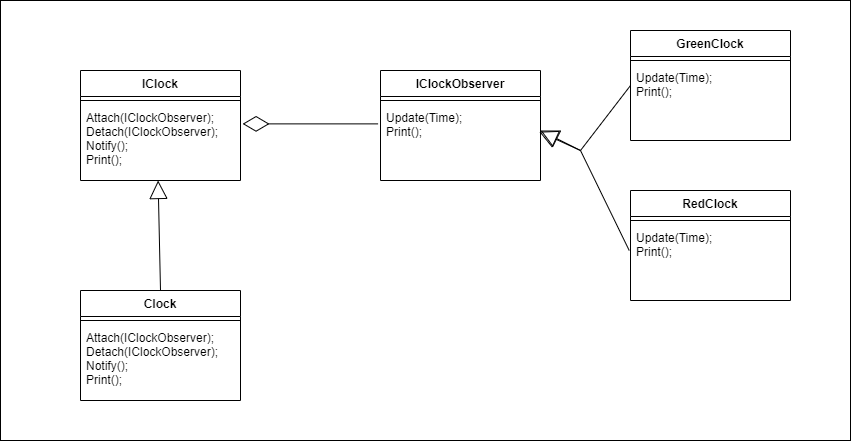 IClock
Attach(IClockObserver);
Detach(IClockObserver);
Notify();
Print();
IClockObserver
Update(Time);
Print();
GreenClock
Update(Time);
Print();
RedClock
Update(Time);
Print();
Clock
Attach(IClockObserver);
Detach(IClockObserver);
Notify();
Print();